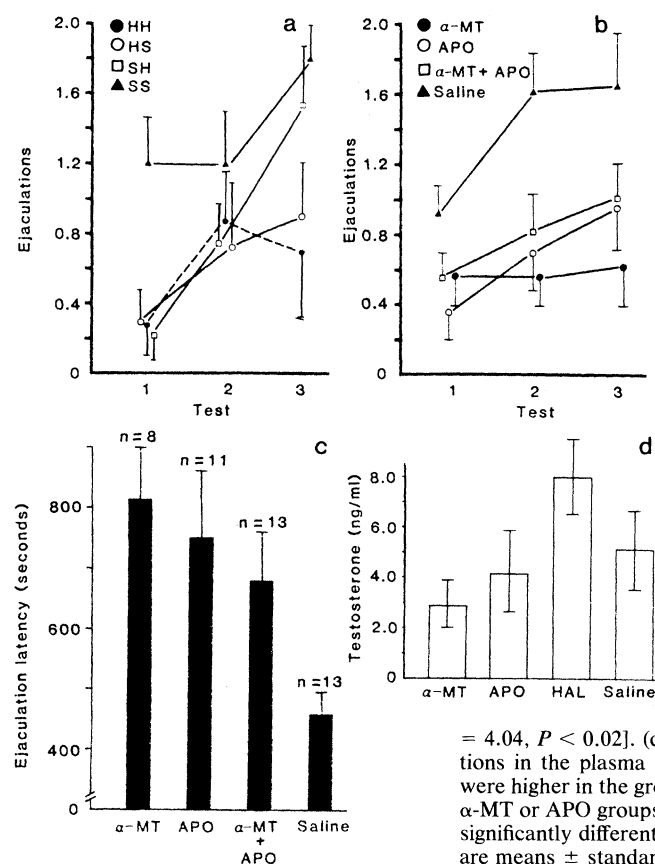 a
HH
HS
SH
SS
2.0
1.6
1.2
0.8
0.4
0
Ejaculations
1 2 3
Test
b
α-MT
APO
α-MT + APO
Saline
2.0
1.6
1.2
0.8
0.4
0
Ejaculations
1 2 3
Test
c
n = 8
n = 11
n = 13
n = 13
800
600
400
0
Ejaculation latency (seconds)
α-MT APO α-MT + APO Saline
d
8.0
6.0
4.0
2.0
Testosterone (ng/ml)
α-MT APO HAL Saline
= 4.04, P < 0.02]. (c
tions in the plasma
were higher in the gro
α-MT or APO groups
significantly different
are means ± standar